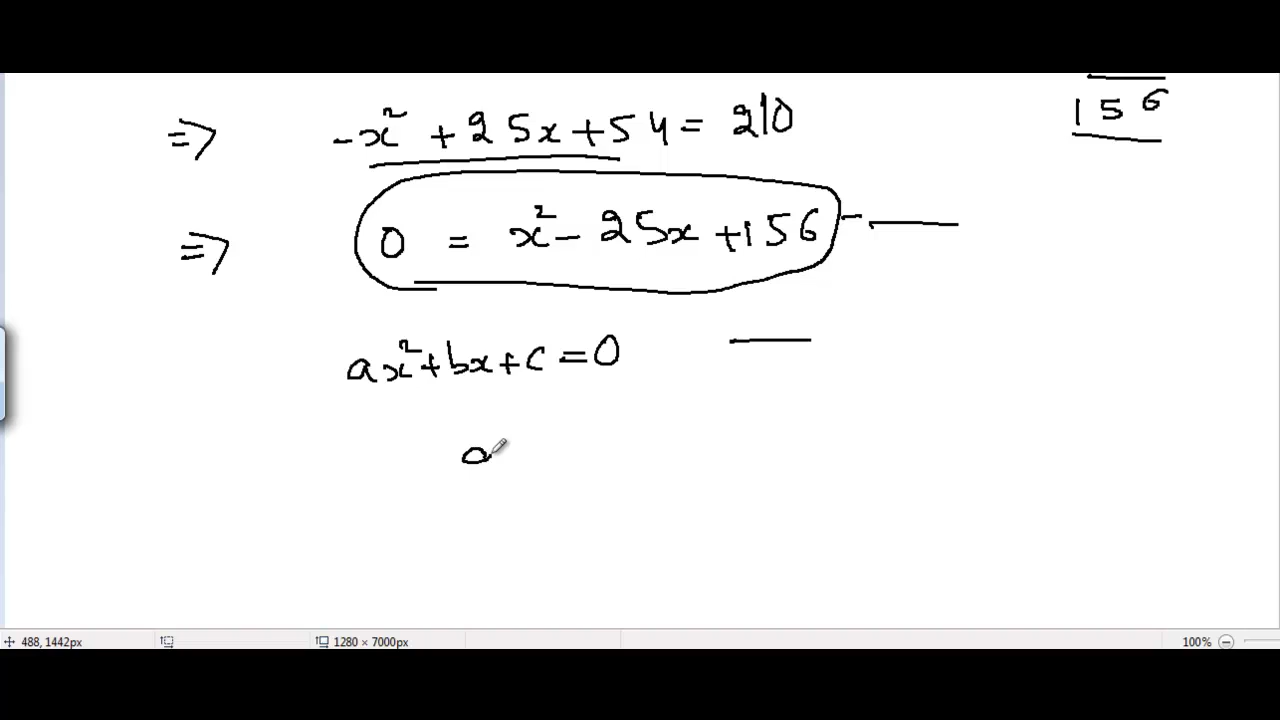 156
=> -x² + 25x + 54 = 210
=> 0 = x² - 25x + 156
ax² + bx + c = 0
a
488, 1442px 1280 × 7000px 100%